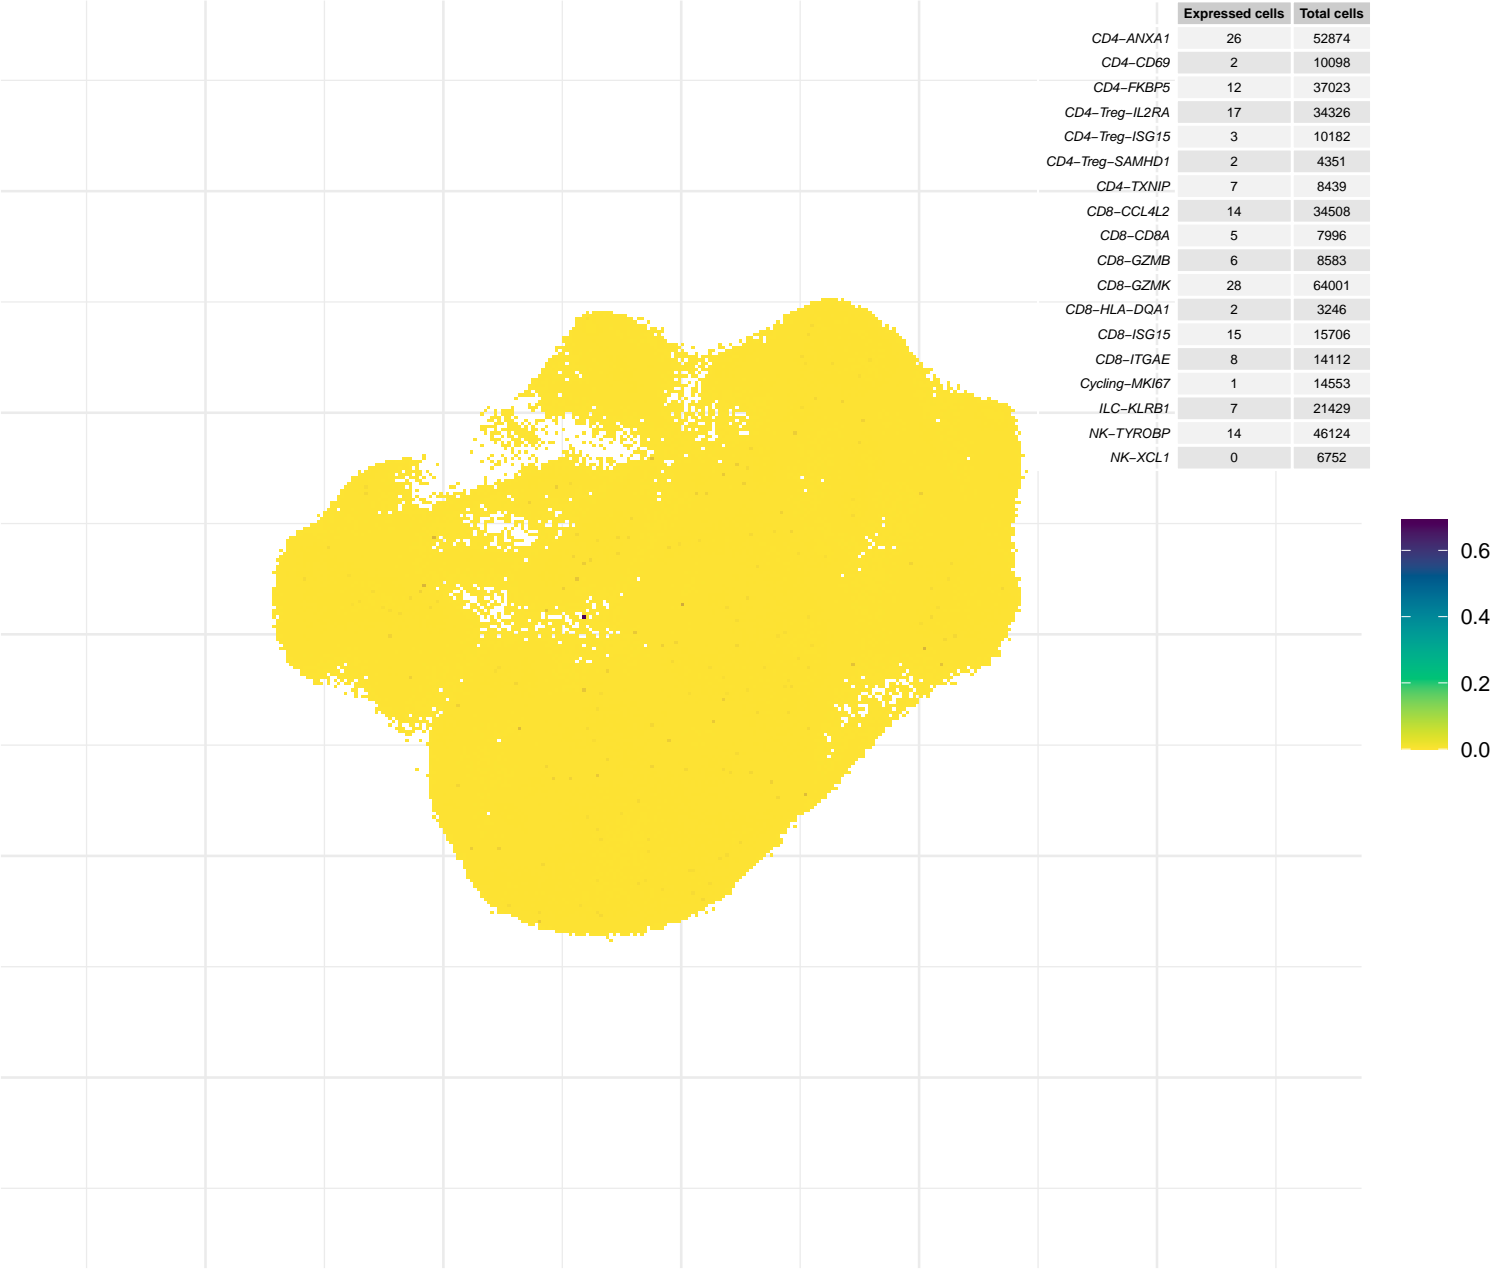 Expressed cells Total cells
CD4−ANXA1 26 52874
CD4−CD69 2 10098
CD4−FKBP5 12 37023
CD4−Treg−IL2RA 17 34326
CD4−Treg−ISG15 3 10182
CD4−Treg−SAMHD1 2 4351
CD4−TXNIP 7 8439
CD8−CCL4L2 14 34508
CD8−CD8A 5 7996
CD8−GZMB 6 8583
CD8−GZMK 28 64001
CD8−HLA−DQA1 2 3246
CD8−ISG15 15 15706
CD8−ITGAE 8 14112
Cycling−MKI67 1 14553
ILC−KLRB1 7 21429
NK−TYROBP 14 46124
NK−XCL1 0 6752
0.6
0.4
0.2
0.0